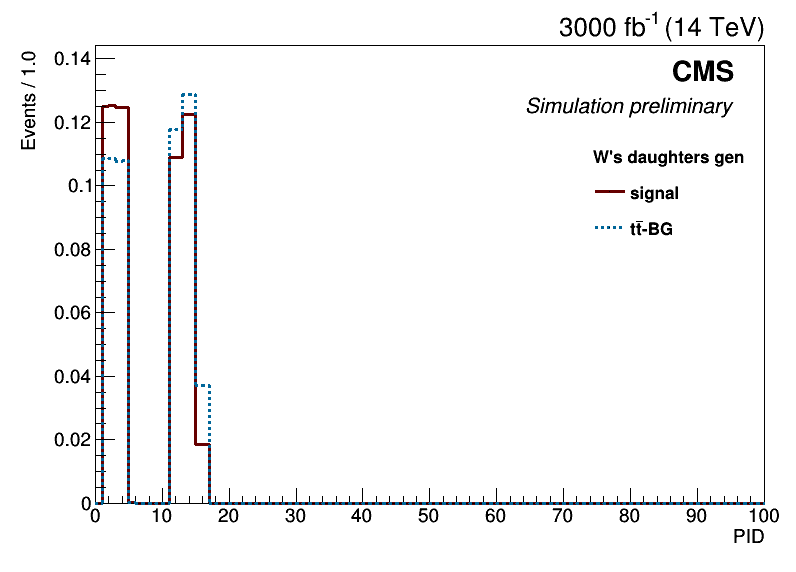 3000 fb⁻¹ (14 TeV)
Events / 1.0
0.14
0.12
0.1
0.08
0.06
0.04
0.02
0
CMS
Simulation preliminary
W's daughters gen
signal
tt̄-BG
0 10 20 30 40 50 60 70 80 90 100
PID